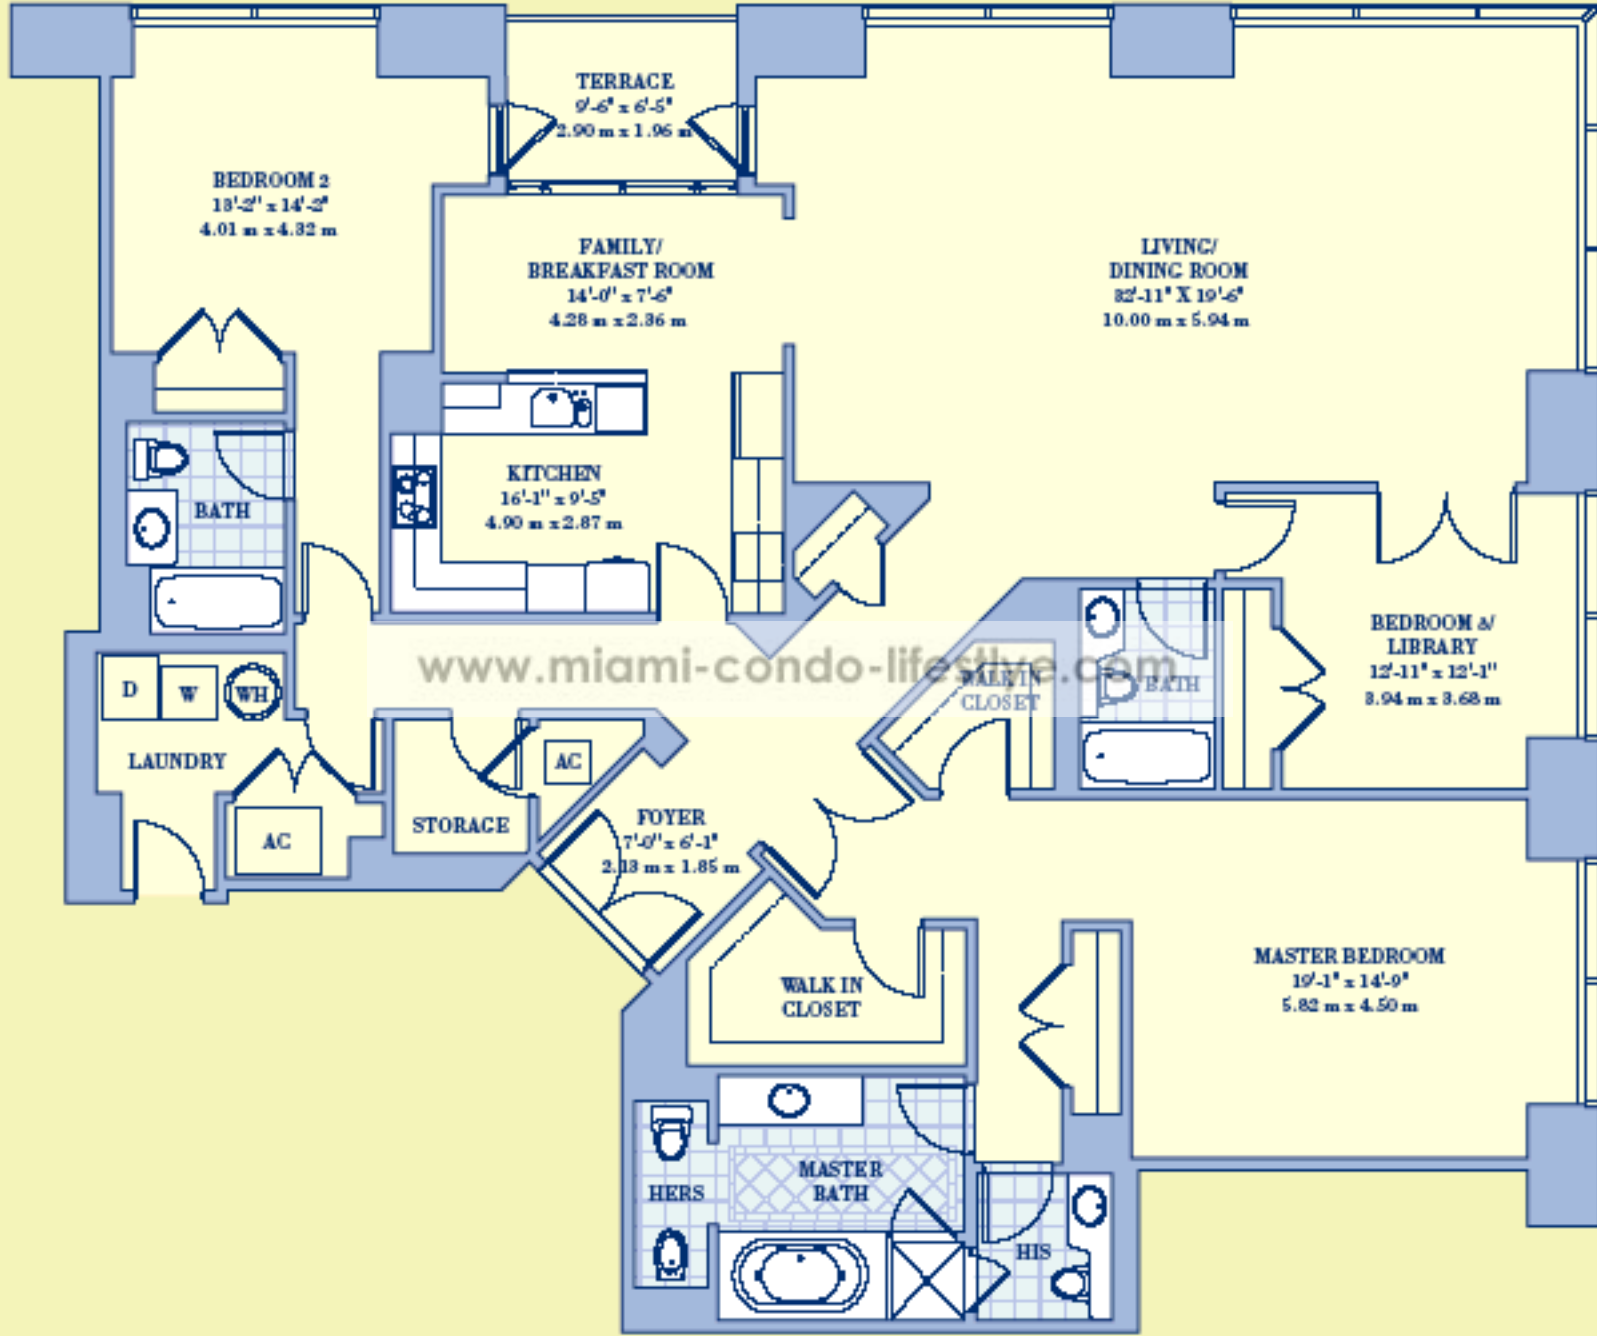 TERRACE
9'-6" x 6'-5"
2.90 m x 1.96 m
BEDROOM 2
13'-2" x 14'-2"
4.01 m x 4.32 m
FAMILY/
BREAKFAST ROOM
14'-0" x 7'-6"
4.28 m x 2.36 m
LIVING/
DINING ROOM
32'-11" X 19'-6"
10.00 m x 5.94 m
KITCHEN
16'-1" x 9'-5"
4.90 m x 2.87 m
BATH
BEDROOM 3/
LIBRARY
12'-11" x 12'-1"
3.94 m x 3.68 m
www.miami-condo-lifestlye.com
WALK IN
CLOSET
BATH
D
W
WH
LAUNDRY
AC
AC
STORAGE
FOYER
7'-0" x 6'-1"
2.13 m x 1.85 m
MASTER BEDROOM
19'-1" x 14'-9"
5.82 m x 4.50 m
WALK IN
CLOSET
MASTER
BATH
HERS
HIS